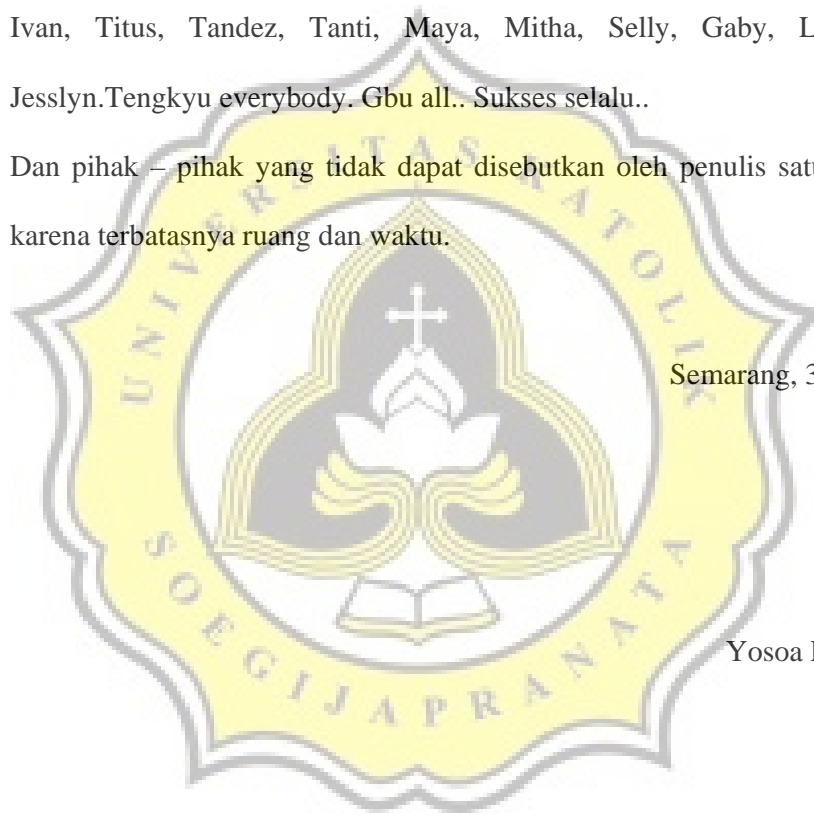 Ivan, Titus, Tandez, Tanti, Maya, Mitha, Selly, Gaby, L
Jesslyn.Tengkyu everybody. Gbu all.. Sukses selalu..
Dan pihak – pihak yang tidak dapat disebutkan oleh penulis satu
karena terbatasnya ruang dan waktu.
UNIVERSITAS KATOLIK
Semarang, 3
SOEGIJAPRANATA
Yosoa